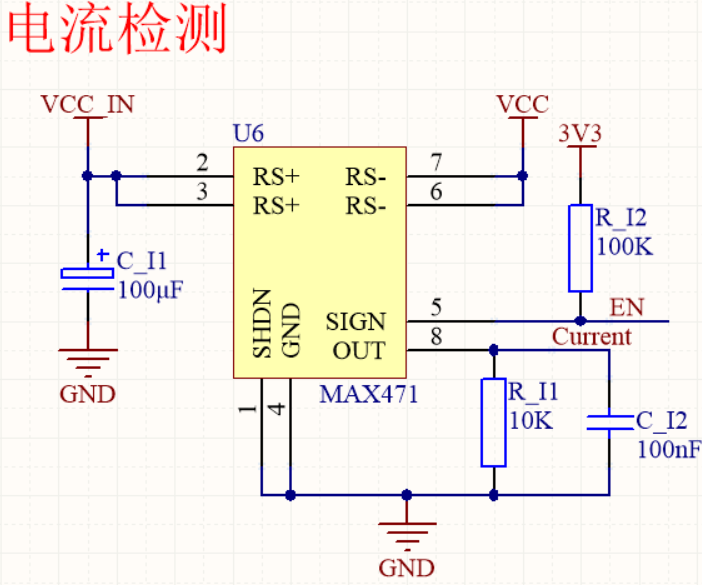 电流检测
VCC_IN
VCC
3V3
U6
2
RS+
RS-
7
3
RS+
RS-
6
R_I2
100K
C_I1
100μF
SHDN
GND
SIGN
5
EN
OUT
8
Current
GND
1
4
MAX471
R_I1
10K
C_I2
100nF
GND